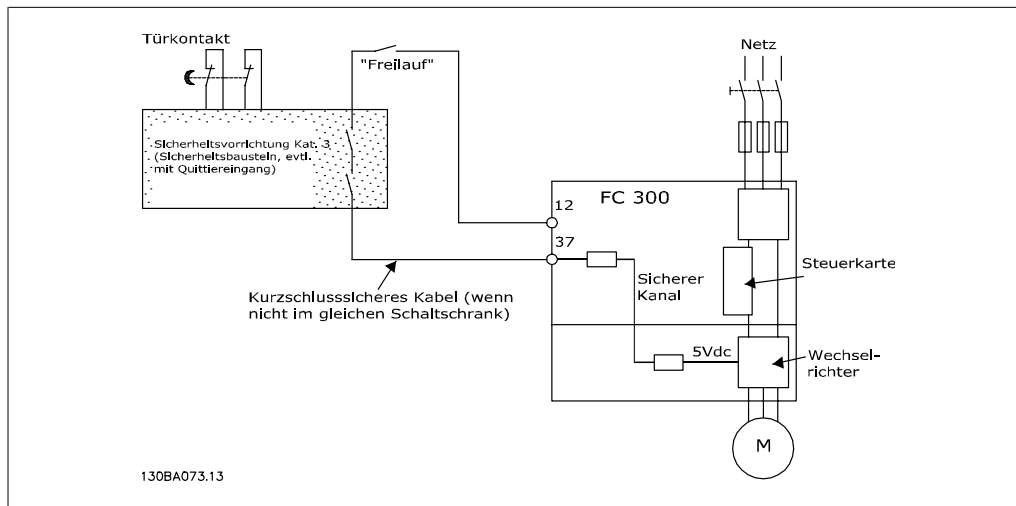 Türkontakt
"Freilauf"
Netz
Sicherheitsvorrichtung Kat. 3
(Sicherheitsbaustein, evtl.
mit Quittiereingang)
FC 300
12
37
Sicherer
Kanal
Steuerkarte
Kurzschlusssicheres Kabel (wenn
nicht im gleichen Schaltschrank)
5Vdc
Wechsel-
richter
M
130BA073.13